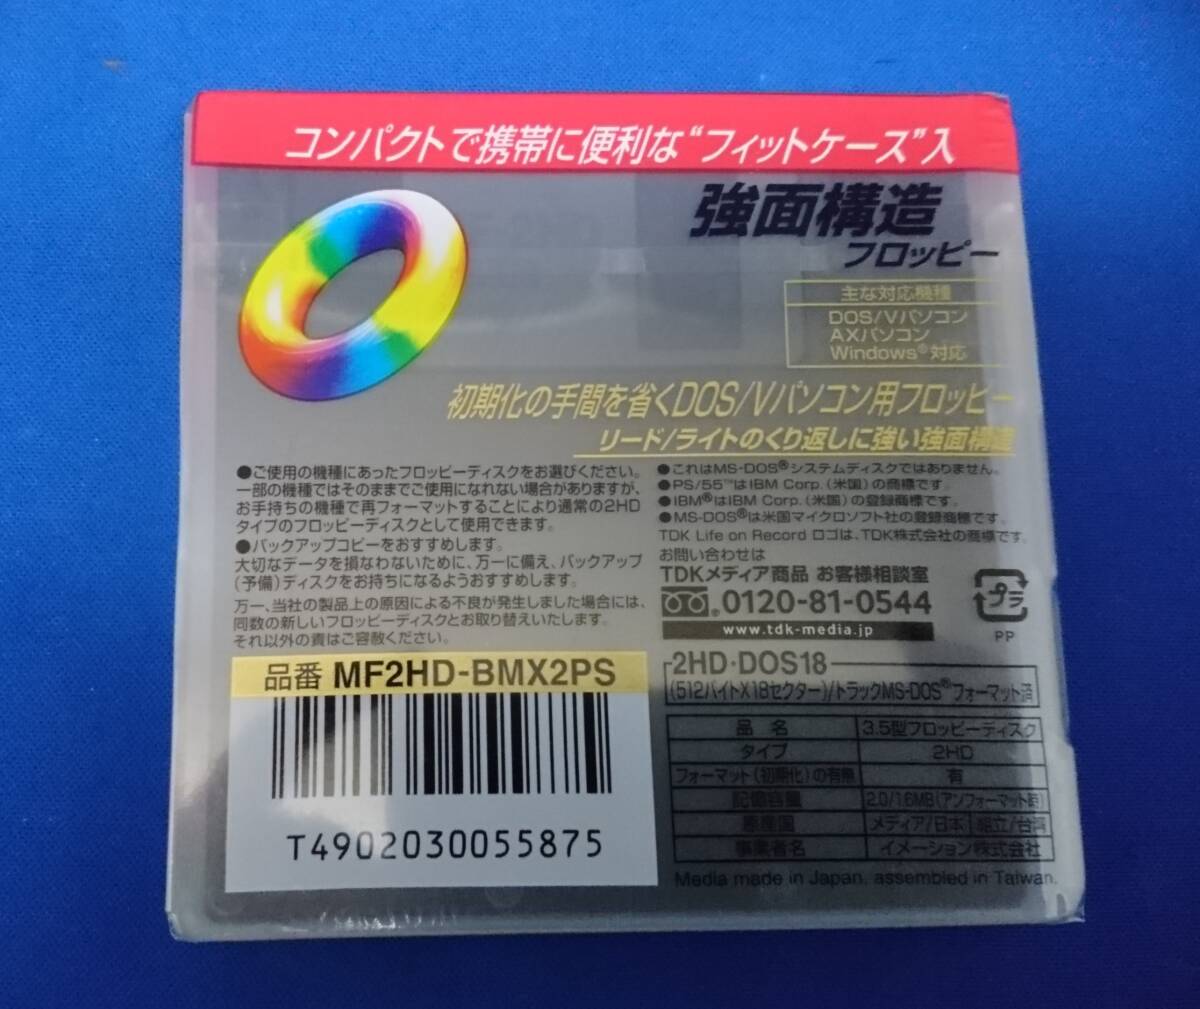 コンパクトで携帯に便利な“フィットケース”入
強面構造
フロッピー
主な対応機種
DOS/Vパソコン
AXパソコン
Windows®対応
初期化の手間を省くDOS/Vパソコン用フロッピー
リード/ライトのくり返しに強い強面構造
●ご使用の機種にあったフロッピーディスクをお選びください。
一部の機種ではそのままでご使用になれない場合がありますが、
お手持ちの機種で再フォーマットすることにより通常の2HD
タイプのフロッピーディスクとして使用できます。
●バックアップコピーをおすすめします。
大切なデータを損なわないために、万一に備え、バックアップ
(予備)ディスクをお持ちになるようおすすめします。
万一、当社の製品上の原因による不良が発生しました場合には、
同数の新しいフロッピーディスクとお取り替えいたします。
それ以外の責はご容赦ください。
●これはMS-DOS®システムディスクではありません。
●PS/55™はIBM Corp.(米国)の商標です。
●IBM®はIBM Corp.(米国)の登録商標です。
●MS-DOS®は米国マイクロソフト社の登録商標です。
TDK Life on Record ロゴは、TDK株式会社の商標です。
お問い合わせは
TDKメディア商品 お客様相談室
0120-81-0544
www.tdk-media.jp
プラ
PP
品番 MF2HD-BMX2PS
T4902030055875
2HD・DOS18
(512バイトX18セクター)/トラックMS-DOS®フォーマット済
品名 3.5型フロッピーディスク
タイプ 2HD
フォーマット(初期化)の有無 有
記憶容量 2.0/1.6MB(アンフォーマット時)
原産国 メディア/日本 組立/台湾
事業者名 イメーション株式会社
Media made in Japan, assembled in Taiwan.